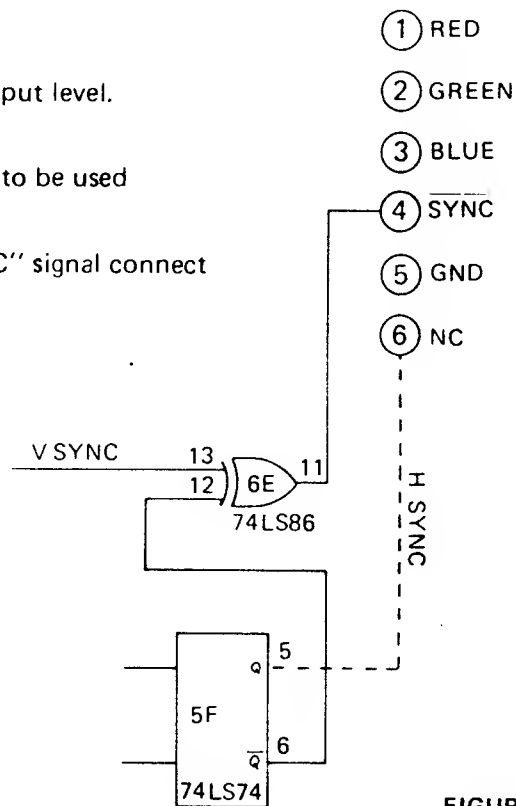 ① RED
put level.
② GREEN
③ BLUE
to be used
④ S̅Y̅N̅C̅
C" signal connect
⑤ GND
⑥ NC
V SYNC
13
11
12
6E
74LS86
H SYNC
5
Q
5F
6
Q̅
74LS74
FIGUR